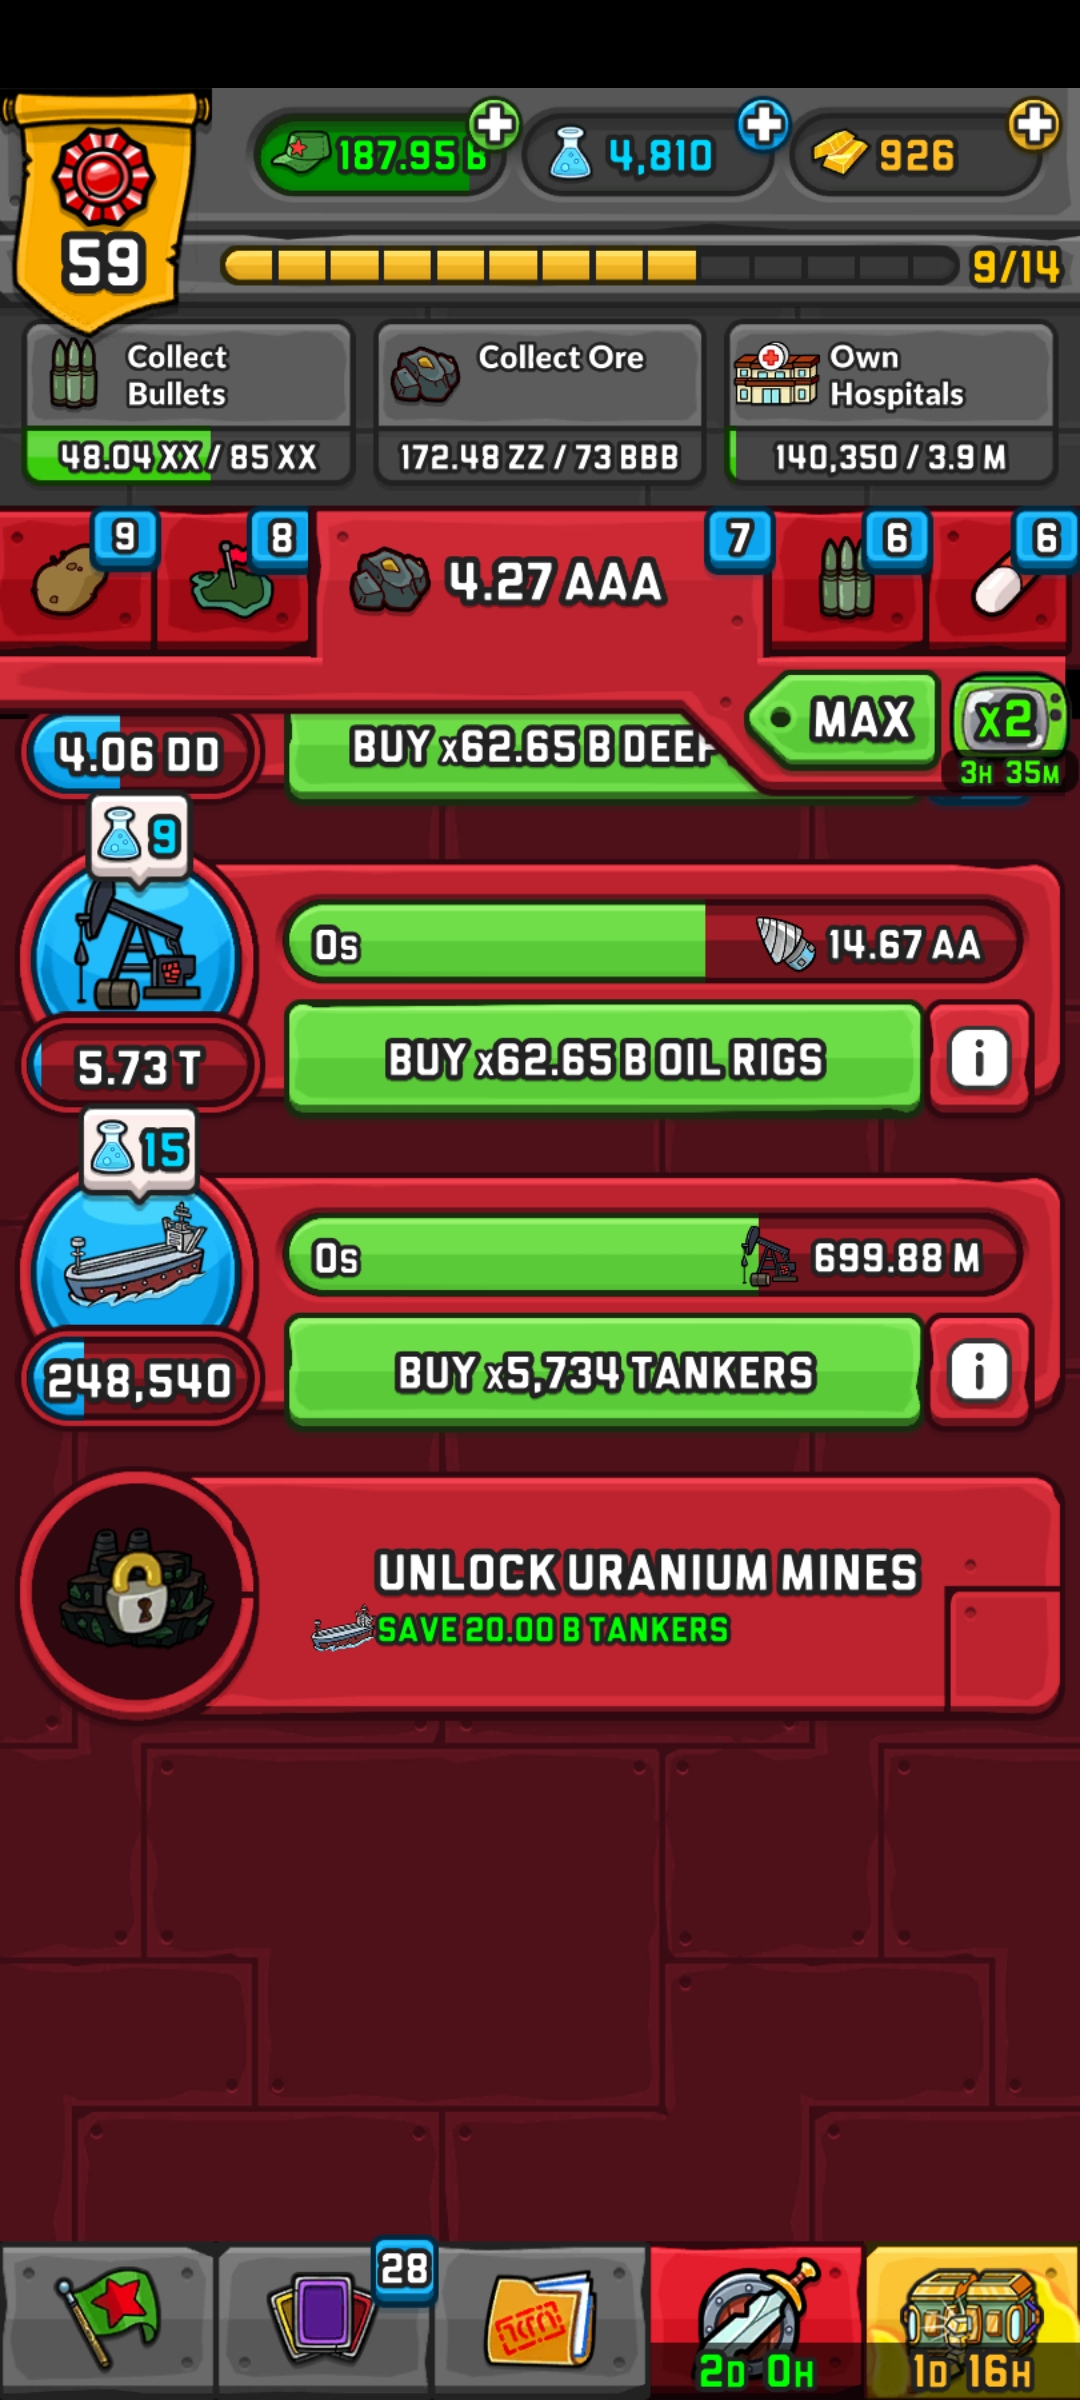 187.95 B
4,810
926
59
9/14
Collect Bullets
48.04 XX / 85 XX
Collect Ore
172.48 ZZ / 73 BBB
Own Hospitals
140,350 / 3.9 M
9
8
4.27 AAA
7
6
6
MAX
x2
3H 35M
4.06 DD
BUY x62.65 B DEEP
9
0s
14.67 AA
5.73 T
BUY x62.65 B OIL RIGS
i
15
0s
699.88 M
248,540
BUY x5,734 TANKERS
i
UNLOCK URANIUM MINES
SAVE 20.00 B TANKERS
28
2D 0H
1D 16H